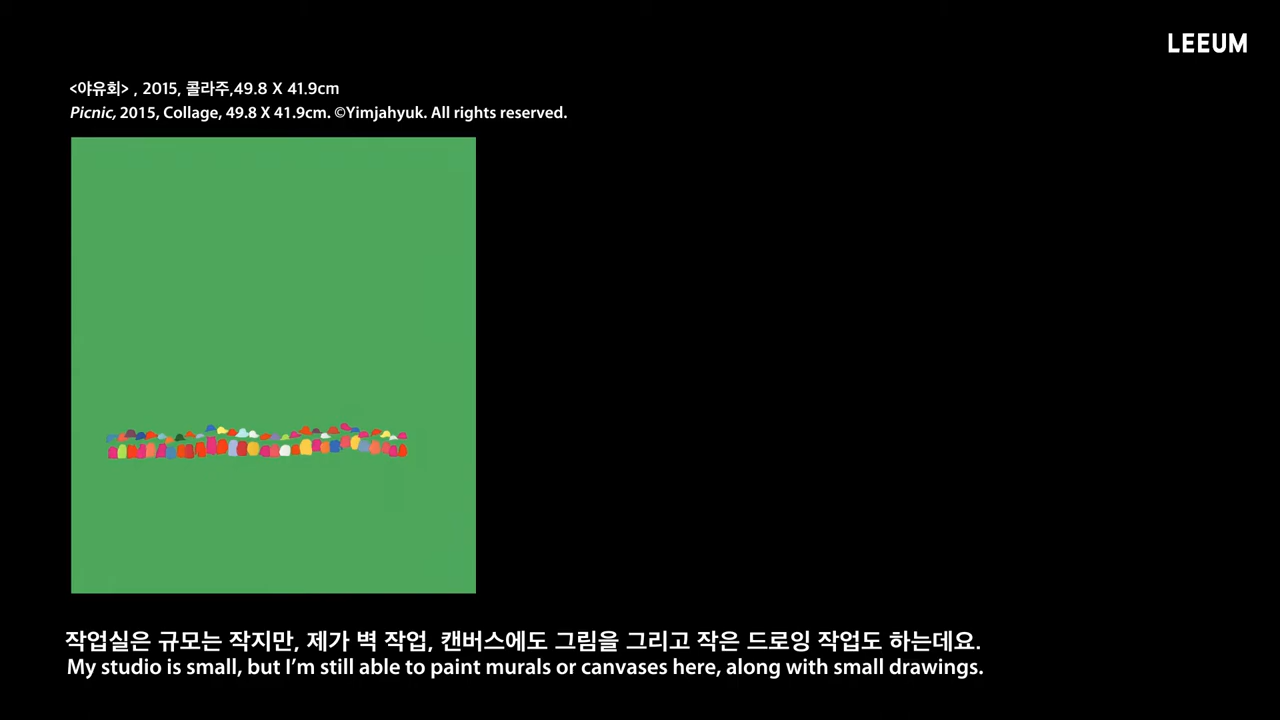 LEEUM
<야유회> , 2015, 콜라주,49.8 X 41.9cm
Picnic, 2015, Collage, 49.8 X 41.9cm. ©Yimjahyuk. All rights reserved.
작업실은 규모는 작지만, 제가 벽 작업, 캔버스에도 그림을 그리고 작은 드로잉 작업도 하는데요.
My studio is small, but I’m still able to paint murals or canvases here, along with small drawings.